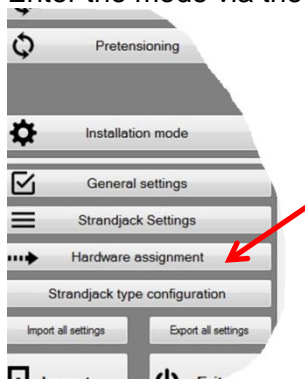 Enter the mode via the
Pretensioning
Installation mode
General settings
Strandjack Settings
Hardware assignment
Strandjack type configuration
Import all settings Export all settings